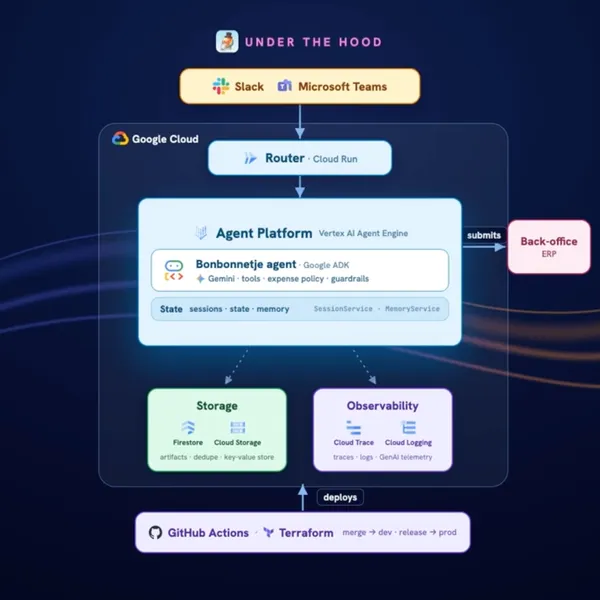 UNDER THE HOOD
Slack Microsoft Teams
Google Cloud
Router · Cloud Run
Agent Platform Vertex AI Agent Engine
submits
Back-office
ERP
Bonbonnetje agent · Google ADK
Gemini · tools · expense policy · guardrails
State sessions · state · memory SessionService · MemoryService
Storage
Firestore Cloud Storage
artifacts · dedupe · key-value store
Observability
Cloud Trace Cloud Logging
traces · logs · GenAI telemetry
deploys
GitHub Actions · Terraform merge → dev · release → prod